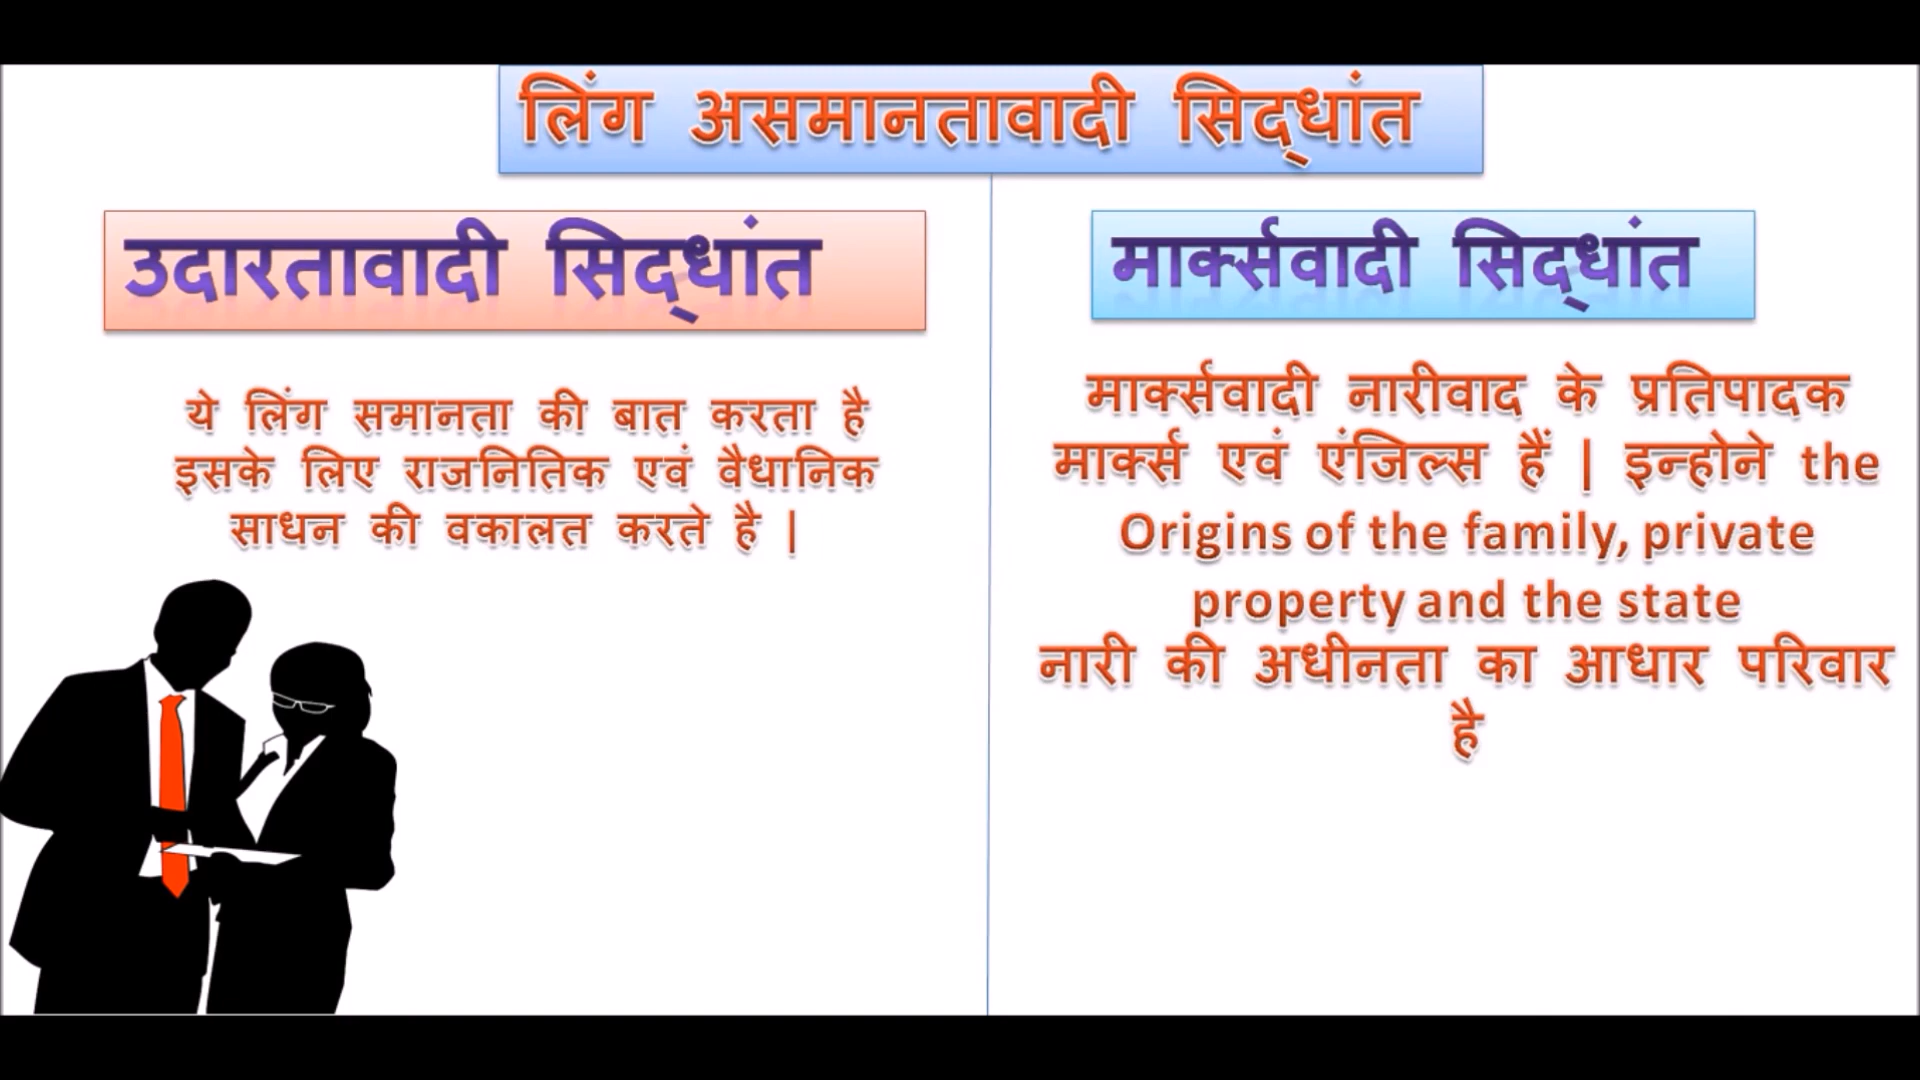 लिंग असमानतावादी सिद्धांत
उदारतावादी सिद्धांत
ये लिंग समानता की बात करता है
इसके लिए राजनितिक एवं वैधानिक
साधन की वकालत करते है |
मार्क्सवादी सिद्धांत
मार्क्सवादी नारीवाद के प्रतिपादक
मार्क्स एवं एंजिल्स हैं | इन्होने the
Origins of the family, private
property and the state
नारी की अधीनता का आधार परिवार
है